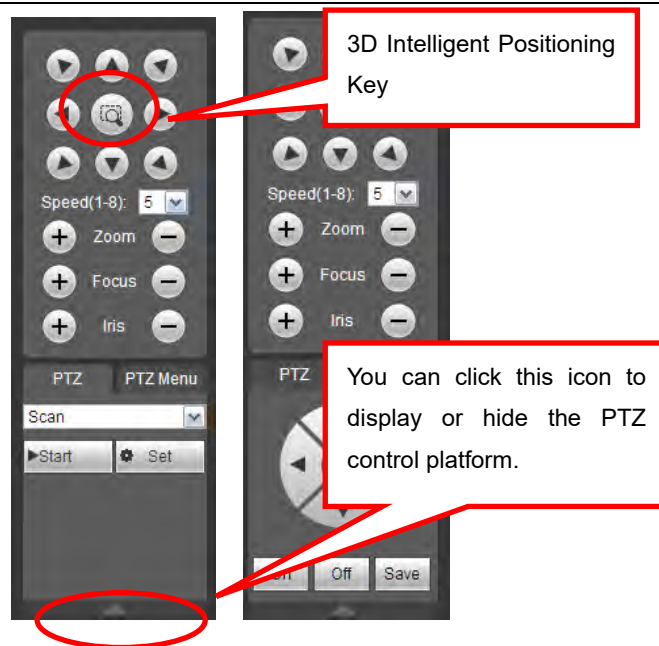 3D Intelligent Positioning
Key
Speed(1-8): 5
Zoom
Focus
Iris
PTZ PTZ Menu
Scan
Start Set
Speed(1-8): 5
Zoom
Focus
Iris
PTZ
You can click this icon to
display or hide the PTZ
control platform.
Off Save